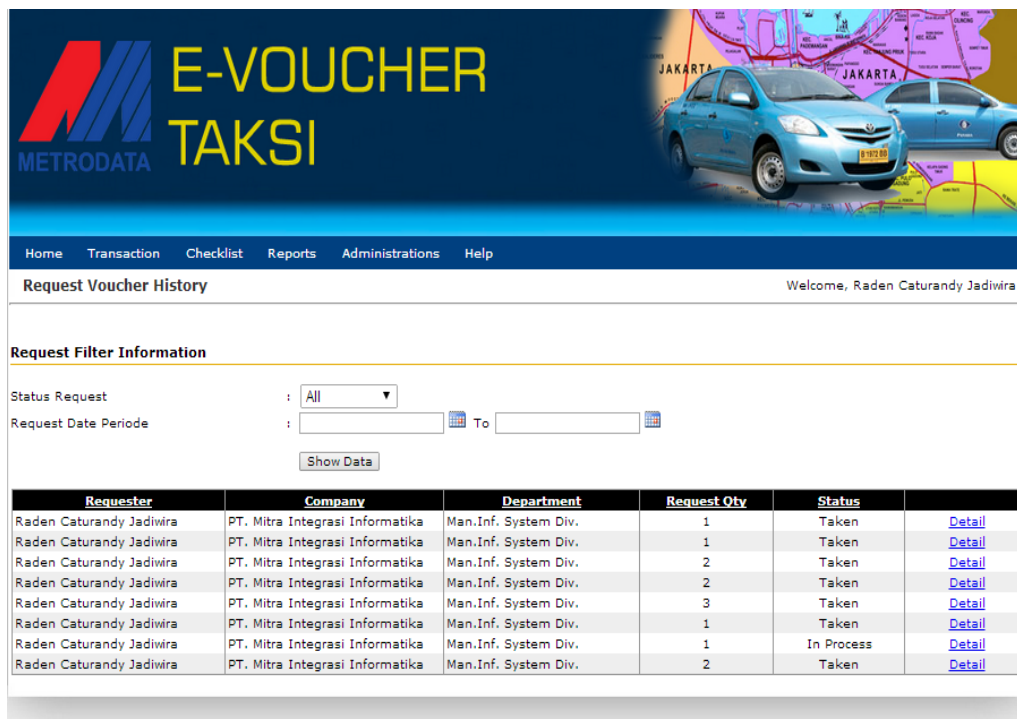 E-VOUCHER
TAKSI
METRODATA
JAKARTA
JAKARTA
B 1972 BB
Home Transaction Checklist Reports Administrations Help
Request Voucher History Welcome, Raden Caturandy Jadiwira
Request Filter Information
Status Request : All
Request Date Periode : To
Show Data
Requester Company Department Request Qty Status
Raden Caturandy Jadiwira PT. Mitra Integrasi Informatika Man.Inf. System Div. 1 Taken Detail
Raden Caturandy Jadiwira PT. Mitra Integrasi Informatika Man.Inf. System Div. 1 Taken Detail
Raden Caturandy Jadiwira PT. Mitra Integrasi Informatika Man.Inf. System Div. 2 Taken Detail
Raden Caturandy Jadiwira PT. Mitra Integrasi Informatika Man.Inf. System Div. 2 Taken Detail
Raden Caturandy Jadiwira PT. Mitra Integrasi Informatika Man.Inf. System Div. 3 Taken Detail
Raden Caturandy Jadiwira PT. Mitra Integrasi Informatika Man.Inf. System Div. 1 Taken Detail
Raden Caturandy Jadiwira PT. Mitra Integrasi Informatika Man.Inf. System Div. 1 In Process Detail
Raden Caturandy Jadiwira PT. Mitra Integrasi Informatika Man.Inf. System Div. 2 Taken Detail